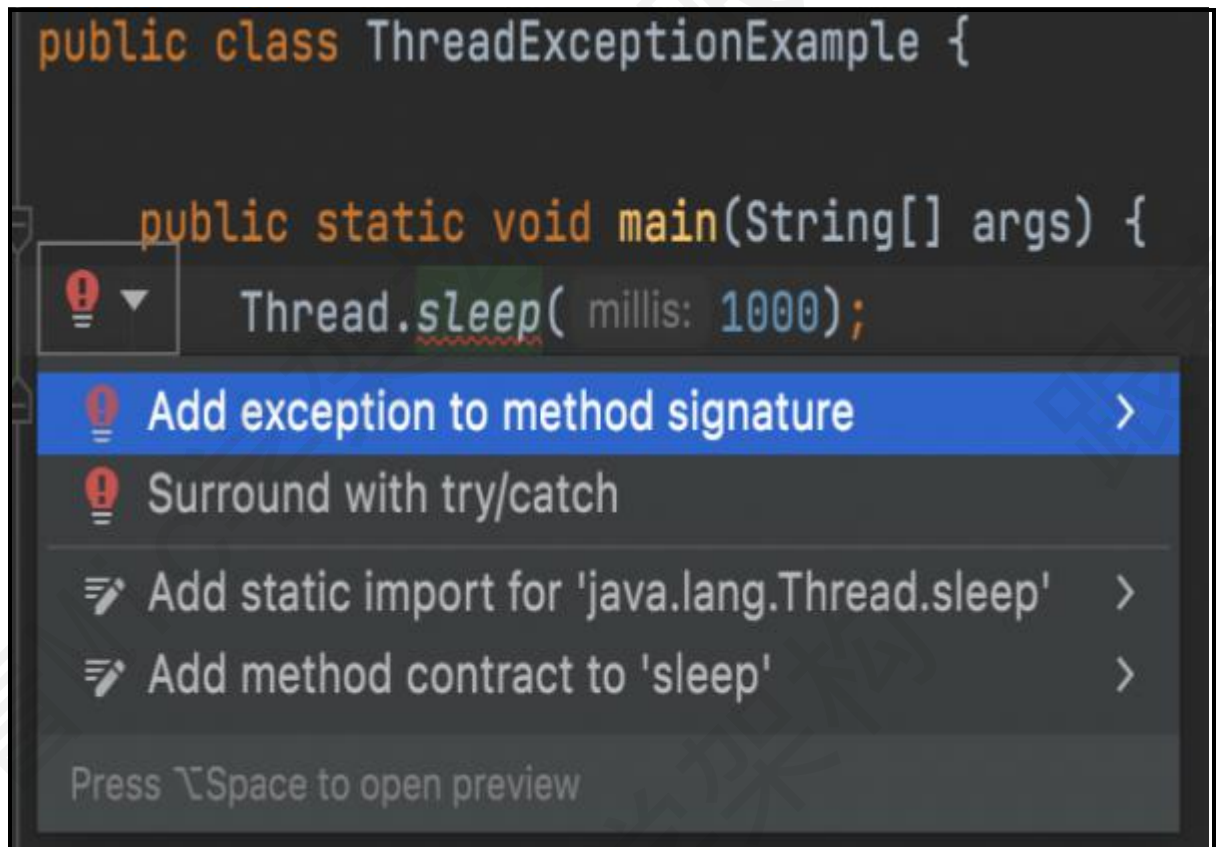 public class ThreadExceptionExample {
public static void main(String[] args) {
Thread.sleep( millis: 1000);
Add exception to method signature
Surround with try/catch
Add static import for 'java.lang.Thread.sleep'
Add method contract to 'sleep'
Press ⌥Space to open preview